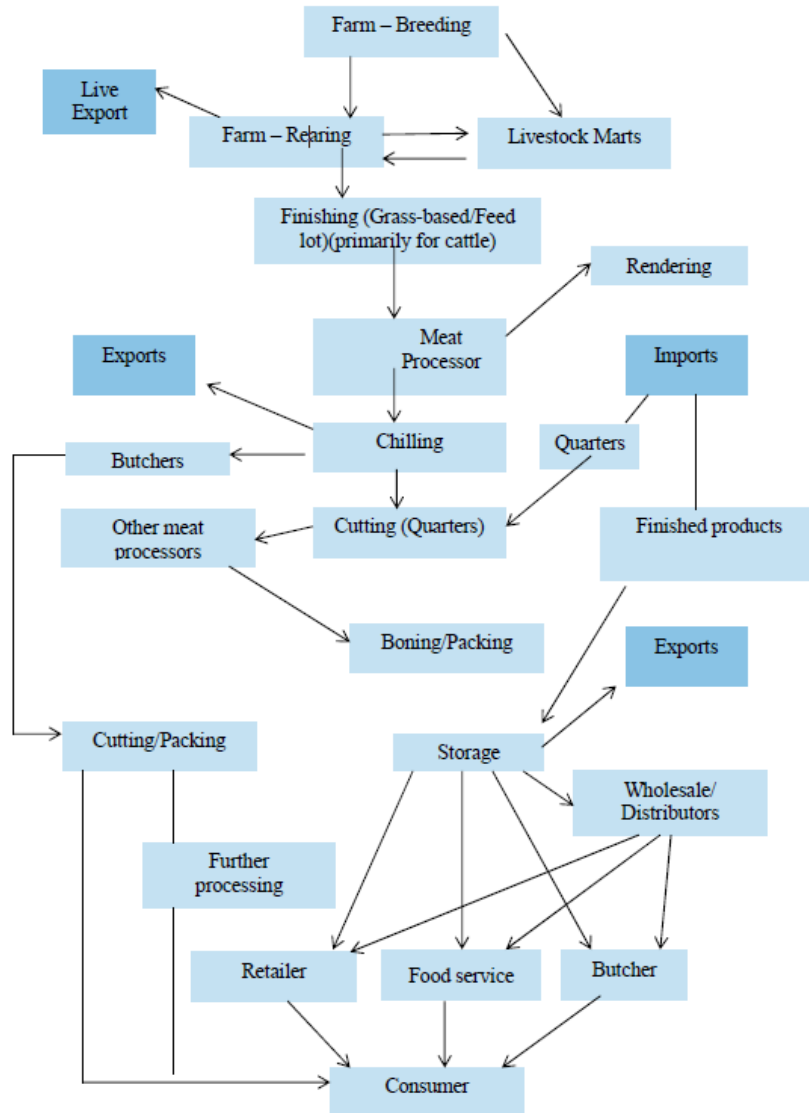 Farm – Breeding
Live
Export
Farm – Rearing
Livestock Marts
Finishing (Grass-based/Feed
lot)(primarily for cattle)
Rendering
Meat
Processor
Exports
Imports
Chilling
Quarters
Butchers
Other meat
processors
Cutting (Quarters)
Finished products
Boning/Packing
Exports
Cutting/Packing
Storage
Wholesale/
Distributors
Further
processing
Retailer
Food service
Butcher
Consumer